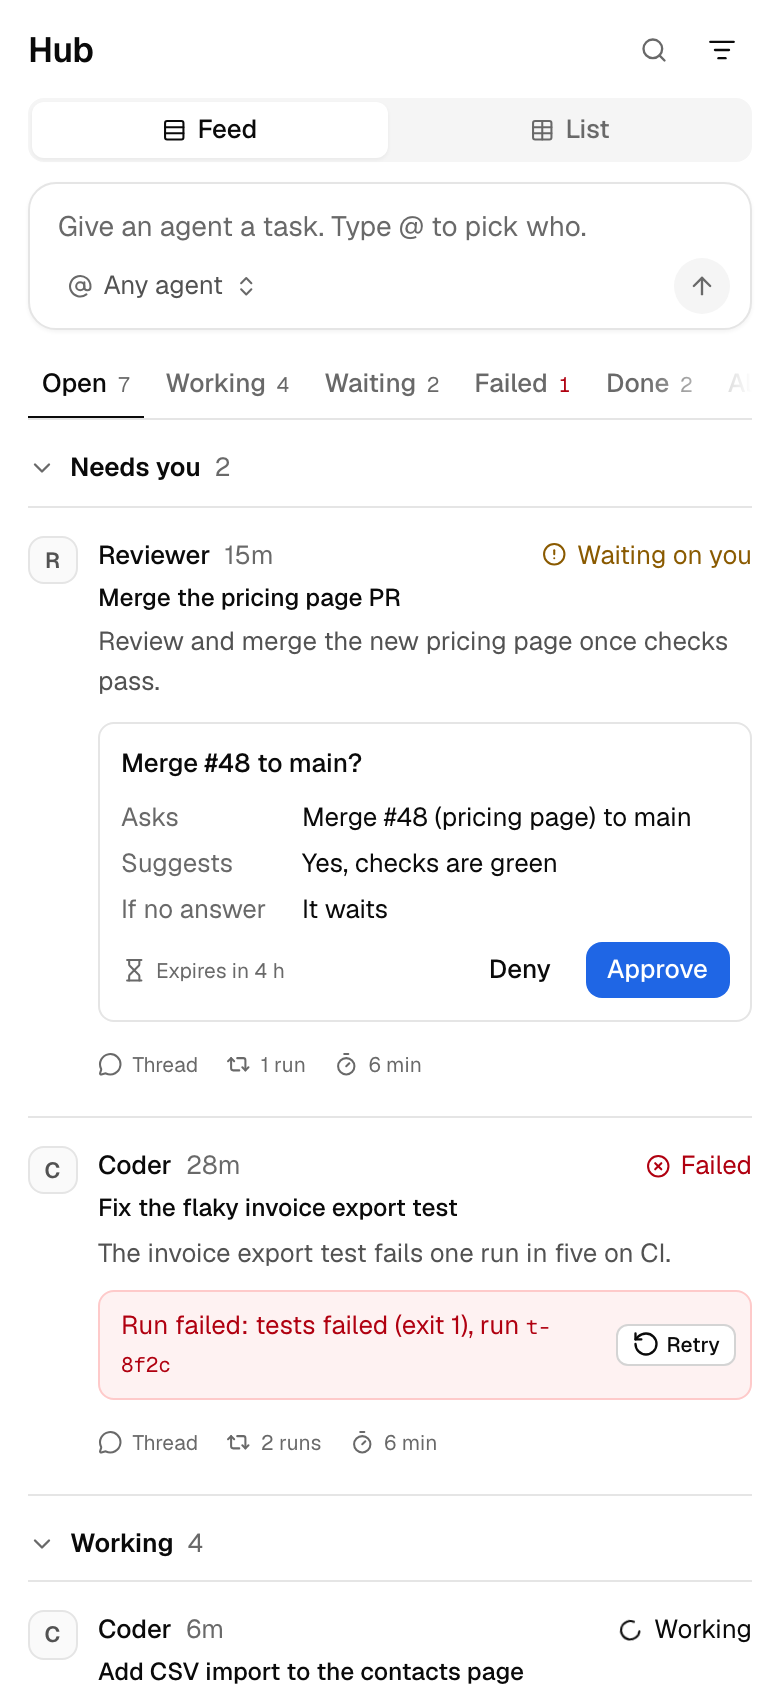 Hub
Feed
List
Give an agent a task. Type @ to pick who.
@ Any agent
Open 7 Working 4 Waiting 2 Failed 1 Done 2
Needs you 2
R
Reviewer 15m
Waiting on you
Merge the pricing page PR
Review and merge the new pricing page once checks
pass.
Merge #48 to main?
Asks Merge #48 (pricing page) to main
Suggests Yes, checks are green
If no answer It waits
Expires in 4 h
Deny
Approve
Thread 1 run 6 min
C
Coder 28m
Failed
Fix the flaky invoice export test
The invoice export test fails one run in five on CI.
Run failed: tests failed (exit 1), run t-
8f2c
Retry
Thread 2 runs 6 min
Working 4
C
Coder 6m
Working
Add CSV import to the contacts page